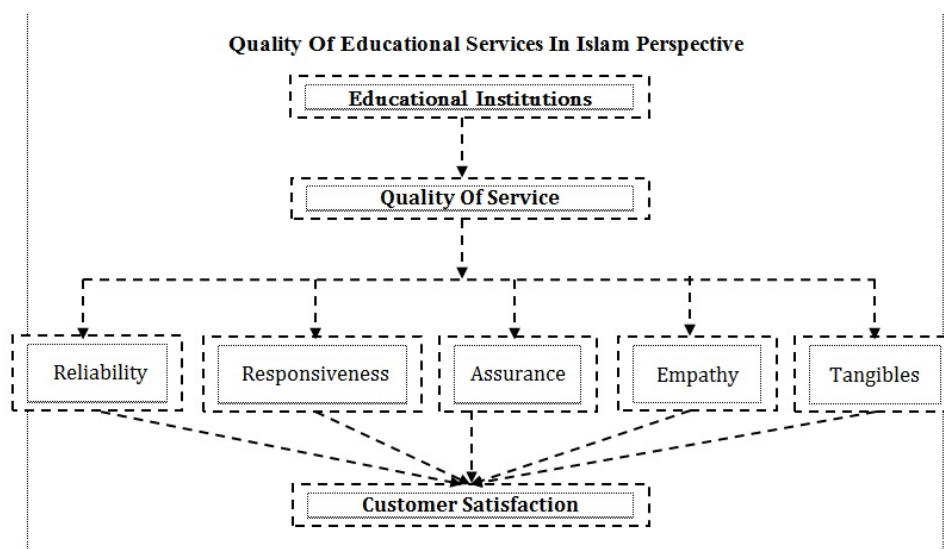 Quality Of Educational Services In Islam Perspective
Educational Institutions
Quality Of Service
Reliability
Responsiveness
Assurance
Empathy
Tangibles
Customer Satisfaction